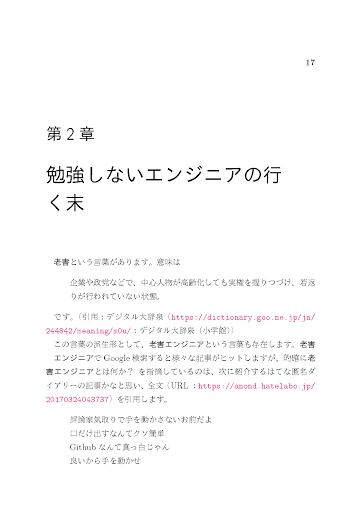 17
第 2 章
勉強しないエンジニアの行
く末
老害という言葉があります。意味は
企業や政党などで、中心人物が高齢化しても実権を握りつづけ、若返
りが行われていない状態。
です。（引用：デジタル大辞泉（https://dictionary.goo.ne.jp/jn/
244842/meaning/m0u/：デジタル大辞泉（小学館））
この言葉の派生形として、老害エンジニアという言葉も存在します。老害
エンジニアで Google 検索すると様々な記事がヒットしますが、的確に老
害エンジニアとは何か？ を指摘しているのは、次に紹介するはてな匿名ダ
イアリーの記事かなと思い、全文（URL：https://anond.hatelabo.jp/
20170324043737）を引用します。
評論家気取りで手を動かさないお前だよ
口だけ出すなんてクソ簡単
Github なんて真っ白じゃん
良いから手を動かせ